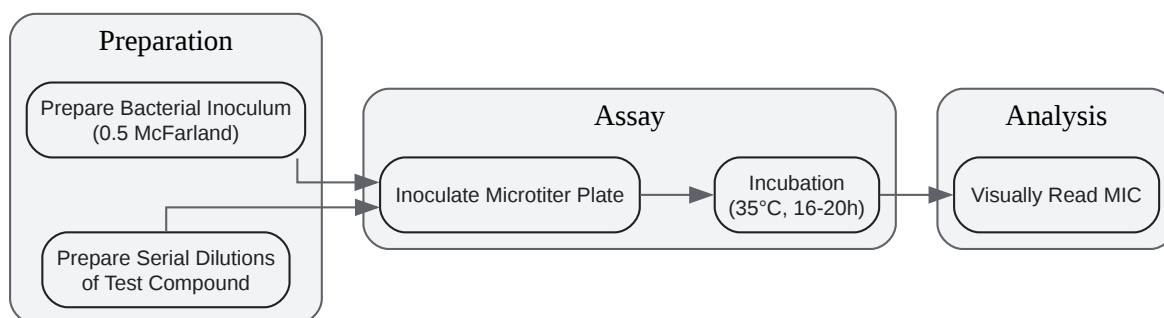 Preparation
Prepare Bacterial Inoculum
(0.5 McFarland)
Prepare Serial Dilutions
of Test Compound
Assay
Inoculate Microtiter Plate
Incubation
(35°C, 16-20h)
Analysis
Visually Read MIC